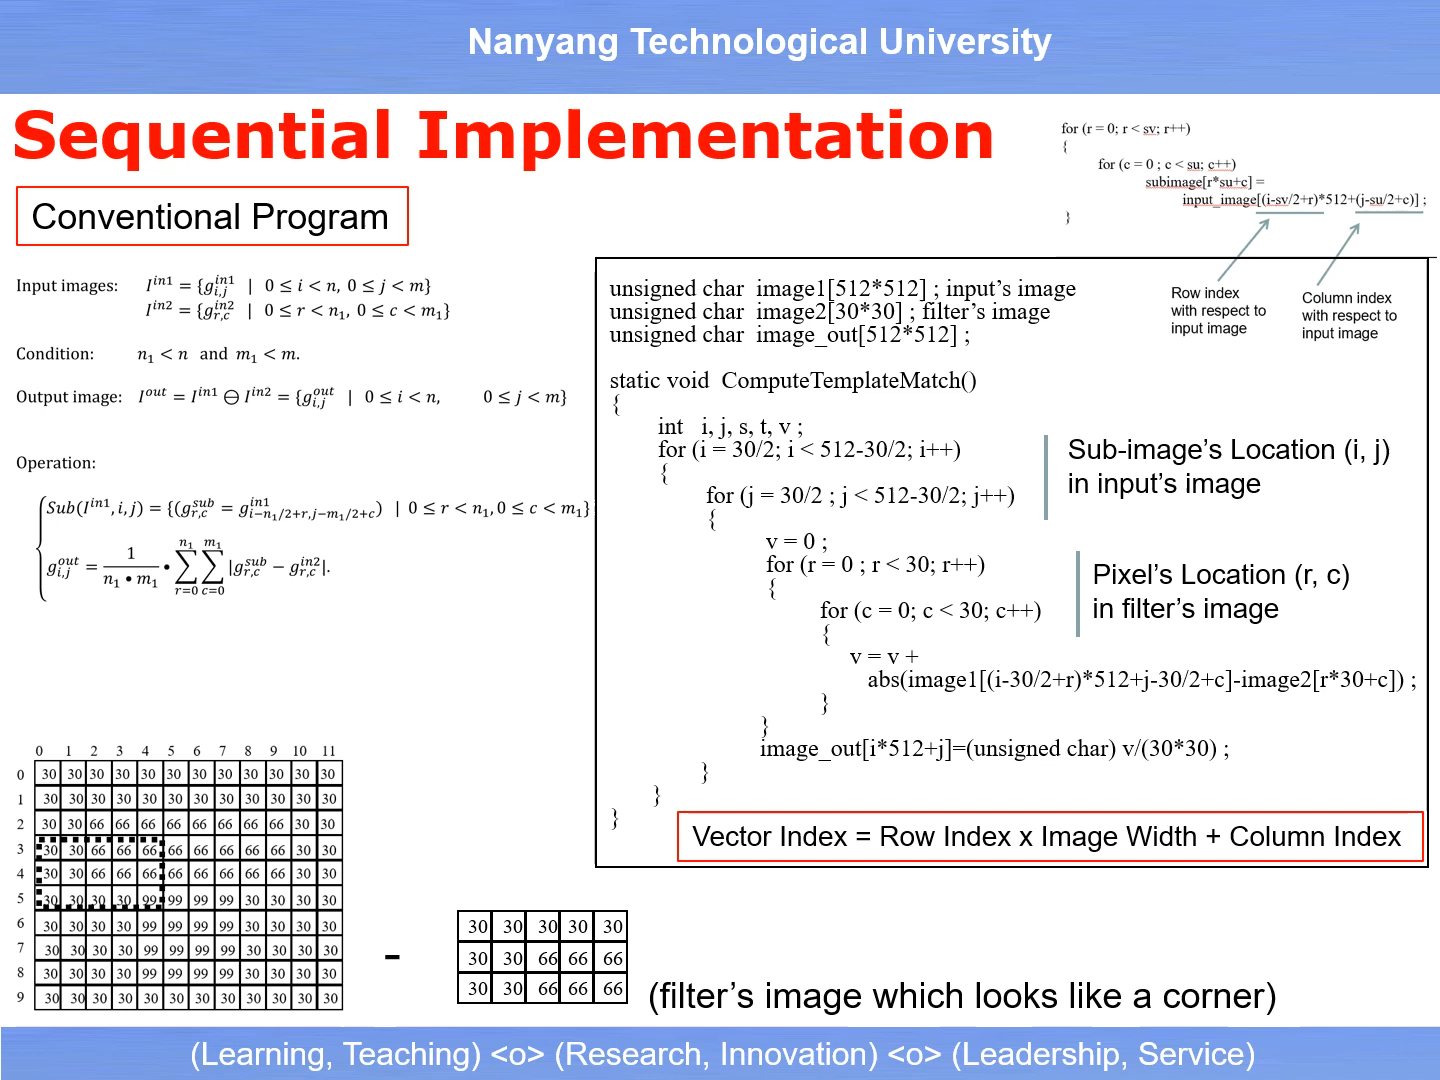 Nanyang Technological University
Sequential Implementation
for (r = 0; r < sv; r++)
{
for (c = 0 ; c < su; c++)
subimage[r*su+c] =
input_image[(i-sv/2+r)*512+(j-su/2+c)] ;
}
Row index
with respect to
input image
Column index
with respect to
input image
Conventional Program
Input images: I^{in1} = {g_{i,j}^{in1} | 0 ≤ i < n, 0 ≤ j < m}
I^{in2} = {g_{r,c}^{in2} | 0 ≤ r < n_1, 0 ≤ c < m_1}
Condition: n_1 < n and m_1 < m.
Output image: I^{out} = I^{in1} ⊖ I^{in2} = {g_{i,j}^{out} | 0 ≤ i < n, 0 ≤ j < m}
Operation:
Sub(I^{in1}, i, j) = {(g_{r,c}^{sub} = g_{i-n_1/2+r,j-m_1/2+c}^{in1}) | 0 ≤ r < n_1, 0 ≤ c < m_1}
g_{i,j}^{out} = \frac{1}{n_1 • m_1} • \sum_{r=0}^{n_1} \sum_{c=0}^{m_1} |g_{r,c}^{sub} − g_{r,c}^{in2}|.
unsigned char image1[512*512] ; input's image
unsigned char image2[30*30] ; filter's image
unsigned char image_out[512*512] ;
static void ComputeTemplateMatch()
{
int i, j, s, t, v ;
for (i = 30/2; i < 512-30/2; i++)
{
for (j = 30/2 ; j < 512-30/2; j++)
{
v = 0 ;
for (r = 0 ; r < 30; r++)
{
for (c = 0; c < 30; c++)
{
v = v +
abs(image1[(i-30/2+r)*512+j-30/2+c]-image2[r*30+c]) ;
}
}
image_out[i*512+j]=(unsigned char) v/(30*30) ;
}
}
}
Sub-image's Location (i, j)
in input's image
Pixel's Location (r, c)
in filter's image
Vector Index = Row Index x Image Width + Column Index
0 1 2 3 4 5 6 7 8 9 10 11
0 30 30 30 30 30 30 30 30 30 30 30 30
1 30 30 30 30 30 30 30 30 30 30 30 30
2 30 30 66 66 66 66 66 66 66 66 30 30
3 30 30 66 66 66 66 66 66 66 66 30 30
4 30 30 66 66 66 66 66 66 66 66 30 30
5 30 30 30 30 99 99 99 99 30 30 30 30
6 30 30 30 30 99 99 99 99 30 30 30 30
7 30 30 30 30 99 99 99 99 30 30 30 30
8 30 30 30 30 99 99 99 99 30 30 30 30
9 30 30 30 30 30 30 30 30 30 30 30 30
-
30 30 30 30 30
30 30 66 66 66
30 30 66 66 66
(filter's image which looks like a corner)
(Learning, Teaching) <o> (Research, Innovation) <o> (Leadership, Service)